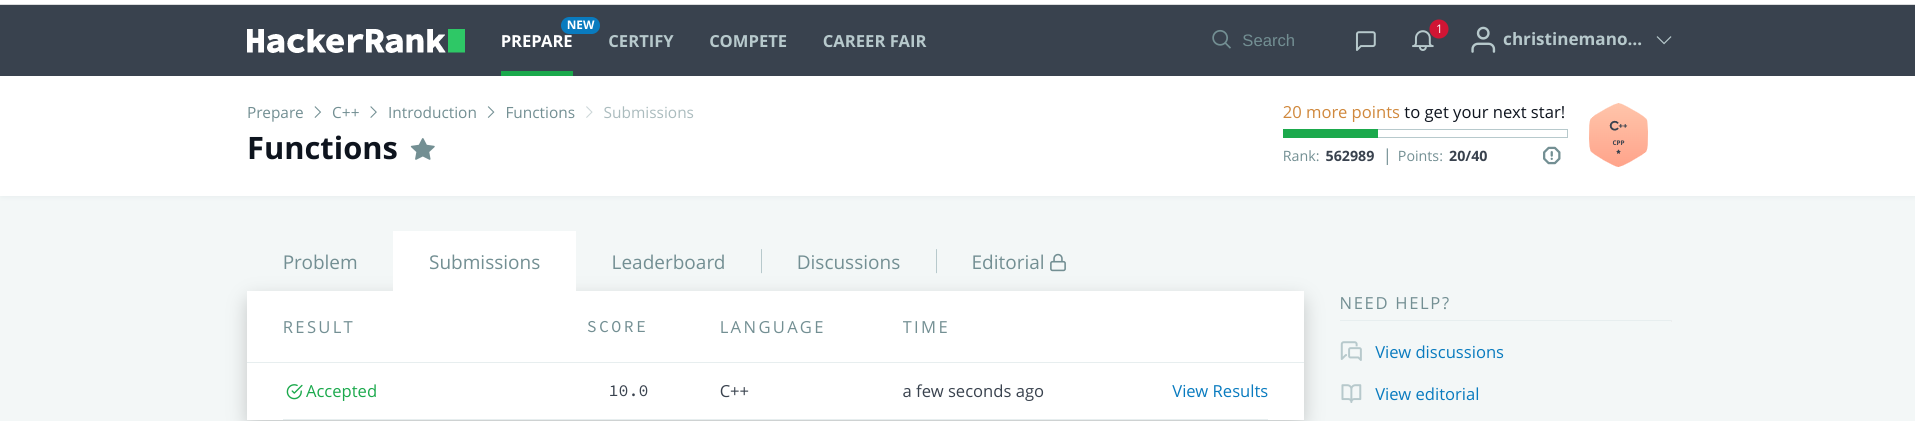 HackerRank PREPARE NEW CERTIFY COMPETE CAREER FAIR Search 1 christinemano...
Prepare > C++ > Introduction > Functions > Submissions
Functions
20 more points to get your next star!
Rank: 562989 | Points: 20/40
C++
CPP
Problem Submissions Leaderboard Discussions Editorial
RESULT SCORE LANGUAGE TIME
Accepted 10.0 C++ a few seconds ago View Results
NEED HELP?
View discussions
View editorial